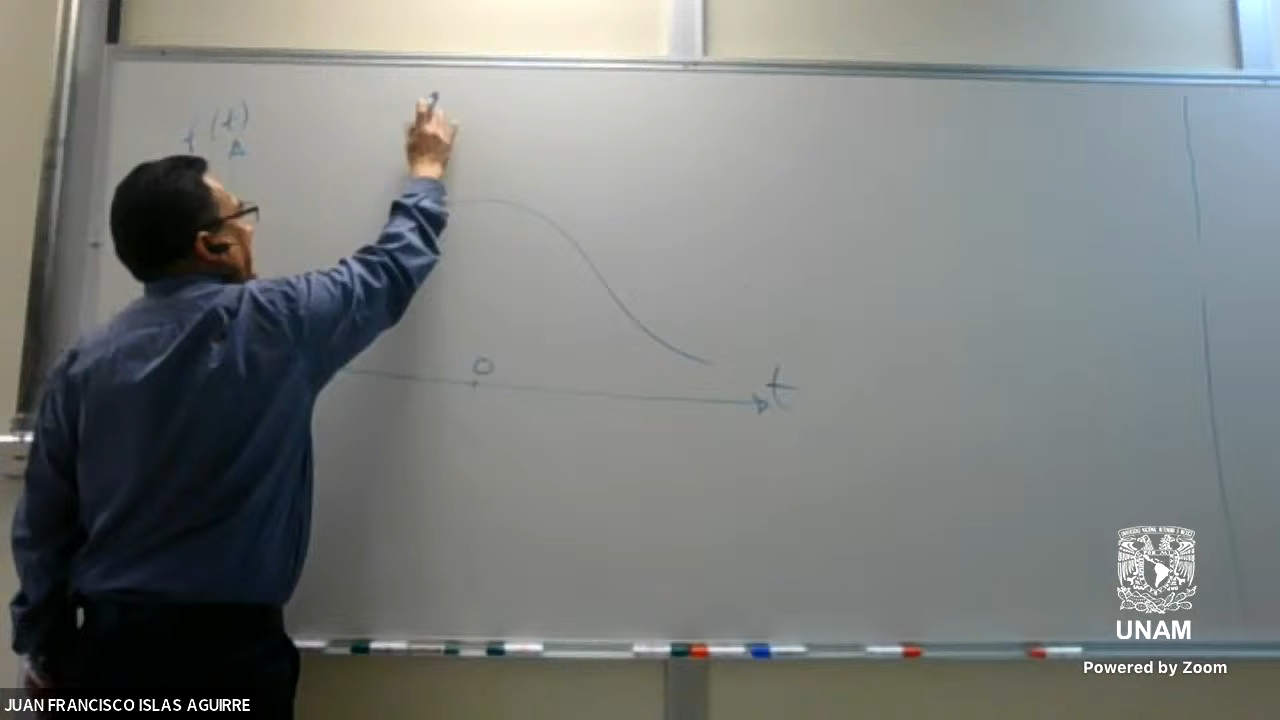 f (t)
0
t
UNAM
Powered by Zoom
JUAN FRANCISCO ISLAS AGUIRRE